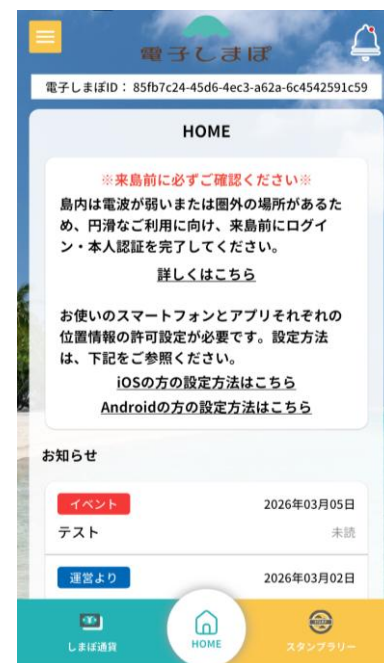 電子しまぽ
電子しまぽID： 85fb7c24-45d6-4ec3-a62a-6c4542591c59
HOME
※来島前に必ずご確認ください※
島内は電波が弱いまたは圏外の場所があるた
め、円滑なご利用に向け、来島前にログイ
ン・本人認証を完了してください。
詳しくはこちら
お使いのスマートフォンとアプリそれぞれの
位置情報の許可設定が必要です。設定方法
は、下記をご参照ください。
iOSの方の設定方法はこちら
Androidの方の設定方法はこちら
お知らせ
イベント 2026年03月05日
テスト 未読
運営より 2026年03月02日
しまぽ通貨 HOME スタンプラリー